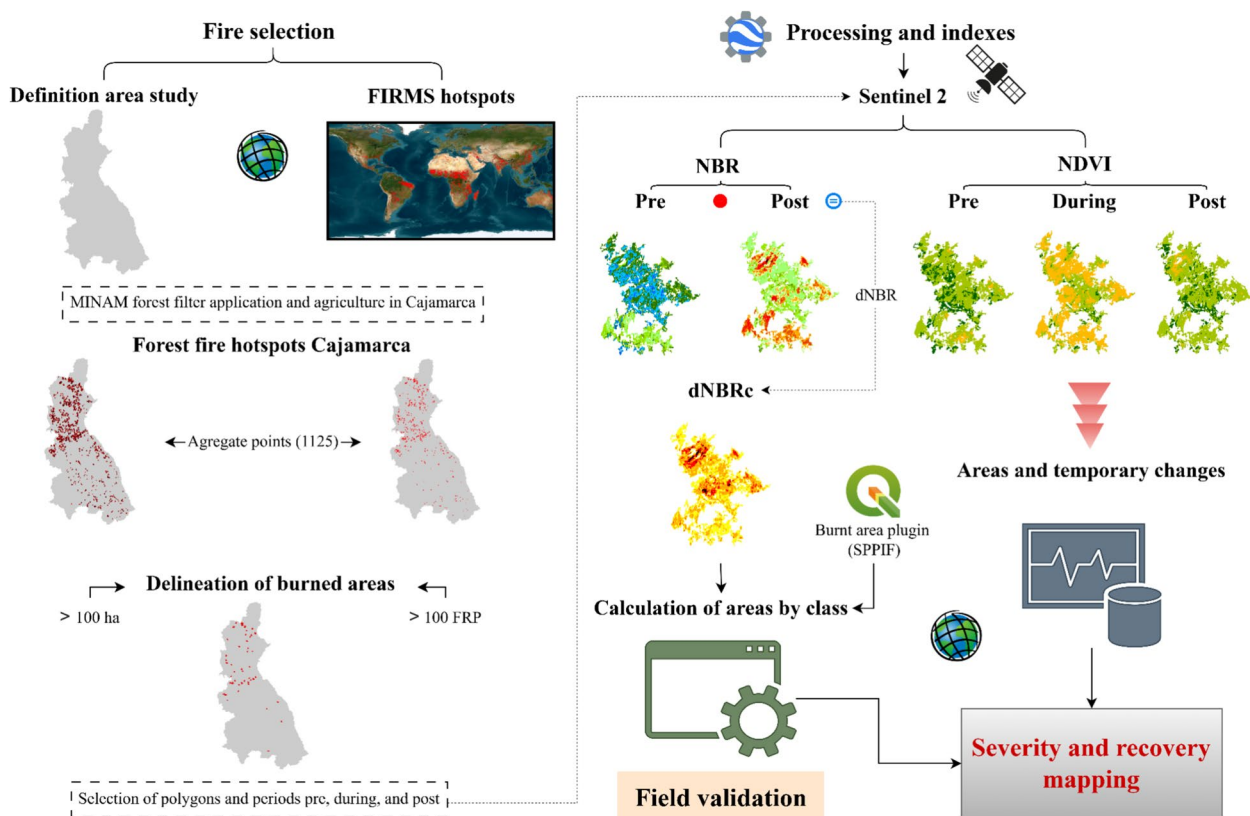 Fire selection
Definition area study
FIRMS hotspots
MINAM forest filter application and agriculture in Cajamarca
Forest fire hotspots Cajamarca
Agregate points (1125)
Delineation of burned areas
> 100 ha
> 100 FRP
Selection of polygons and periods pre, during, and post
Processing and indexes
Sentinel 2
NBR
Pre
Post
dNBR
dNBRc
NDVI
Pre
During
Post
Burnt area plugin
(SPPIF)
Calculation of areas by class
Field validation
Areas and temporary changes
Severity and recovery
mapping